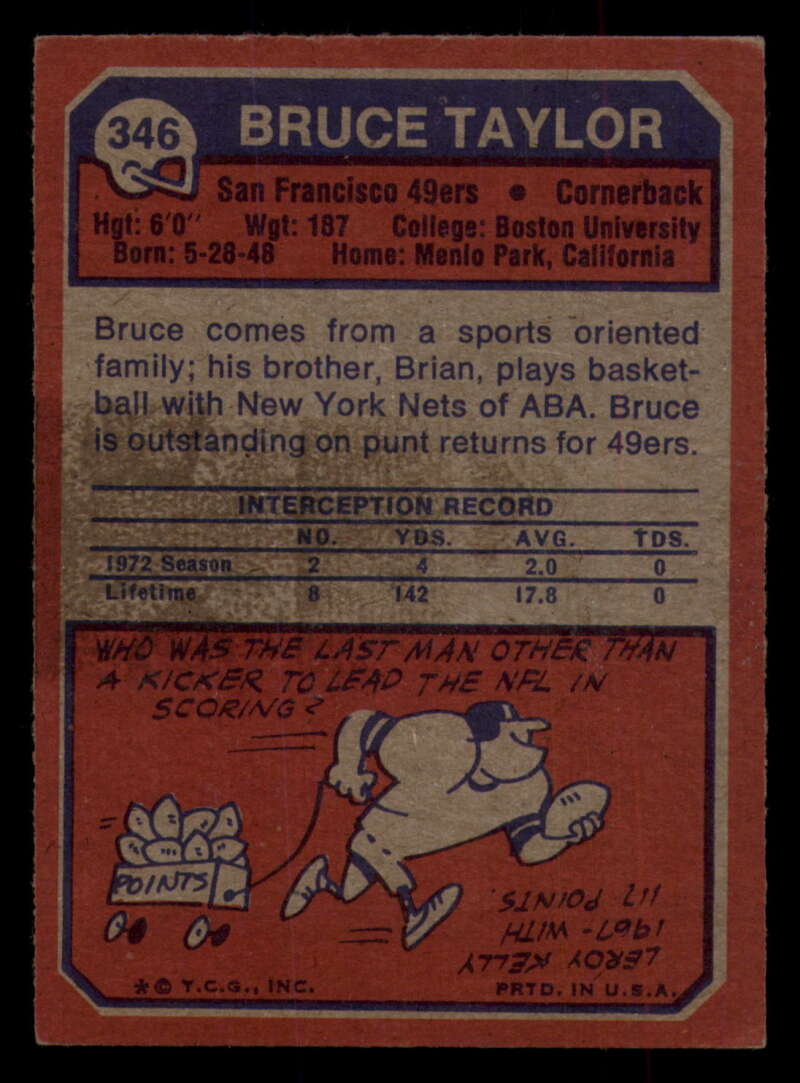 346
BRUCE TAYLOR
San Francisco 49ers • Cornerback
Hgt: 6'0" Wgt: 187 College: Boston University
Born: 5-28-48 Home: Menlo Park, California
Bruce comes from a sports oriented
family; his brother, Brian, plays basket-
ball with New York Nets of ABA. Bruce
is outstanding on punt returns for 49ers.
INTERCEPTION RECORD
NO. YDS. AVG. TDS.
1972 Season 2 4 2.0 0
Lifetime 8 142 17.8 0
WHO WAS THE LAST MAN OTHER THAN
A KICKER TO LEAD THE NFL IN
SCORING?
POINTS
LEROY KELLY
1967 - WITH
117 POINTS.
*© T.C.G., INC. PRTD. IN U.S.A.